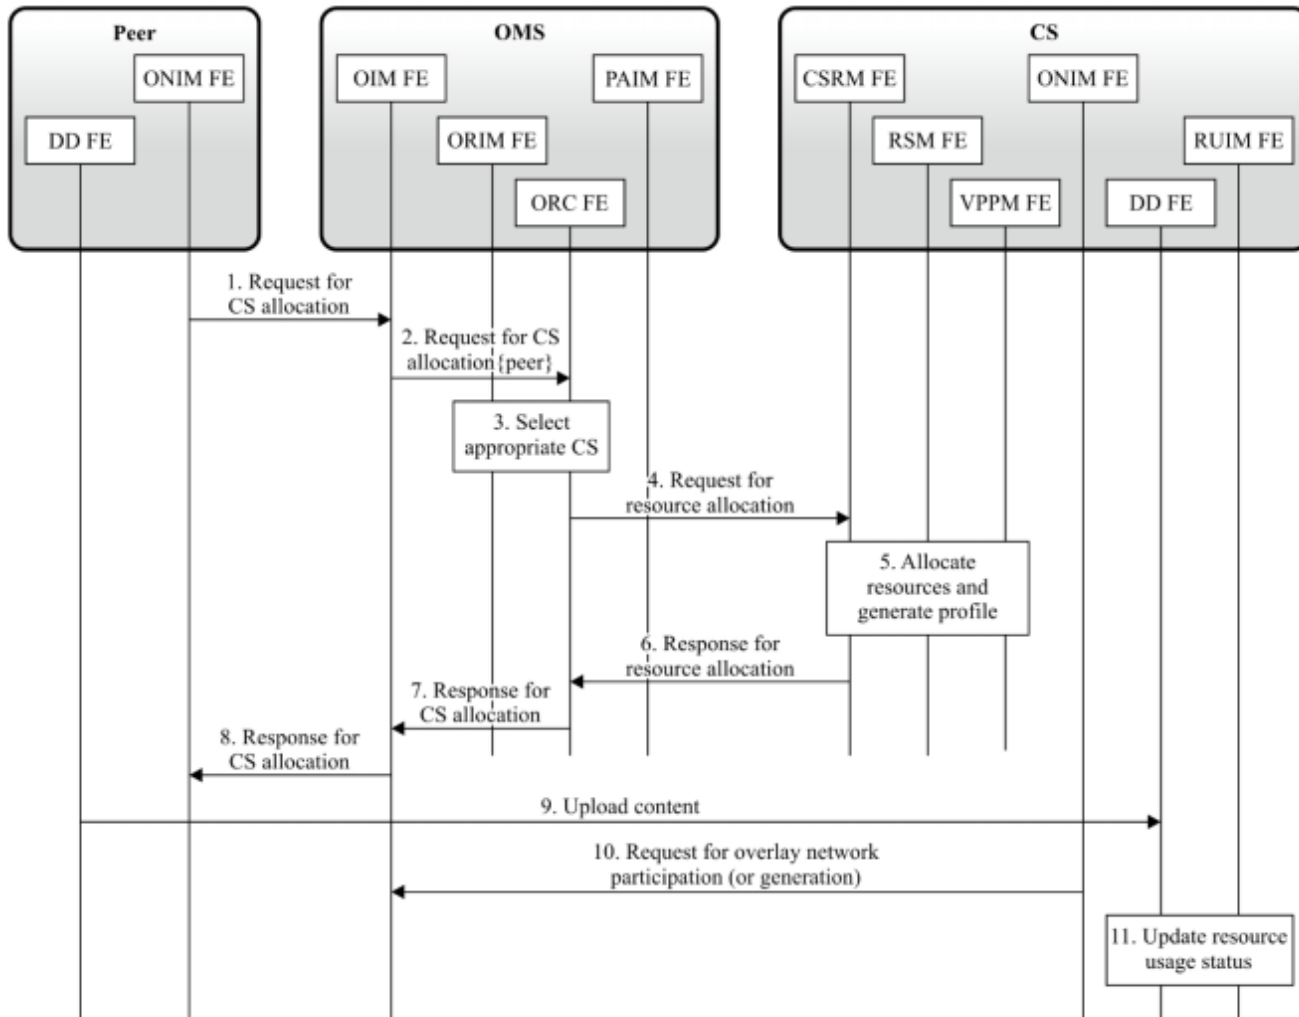 Peer
OMS
CS
ONIM FE
OIM FE
PAIM FE
CSRM FE
ONIM FE
DD FE
ORIM FE
RSM FE
RUIM FE
ORC FE
VPPM FE
DD FE
1. Request for
CS allocation
2. Request for CS
allocation{peer}
3. Select
appropriate CS
4. Request for
resource allocation
5. Allocate
resources and
generate profile
6. Response for
resource allocation
7. Response for
CS allocation
8. Response for
CS allocation
9. Upload content
10. Request for overlay network
participation (or generation)
11. Update resource
usage status